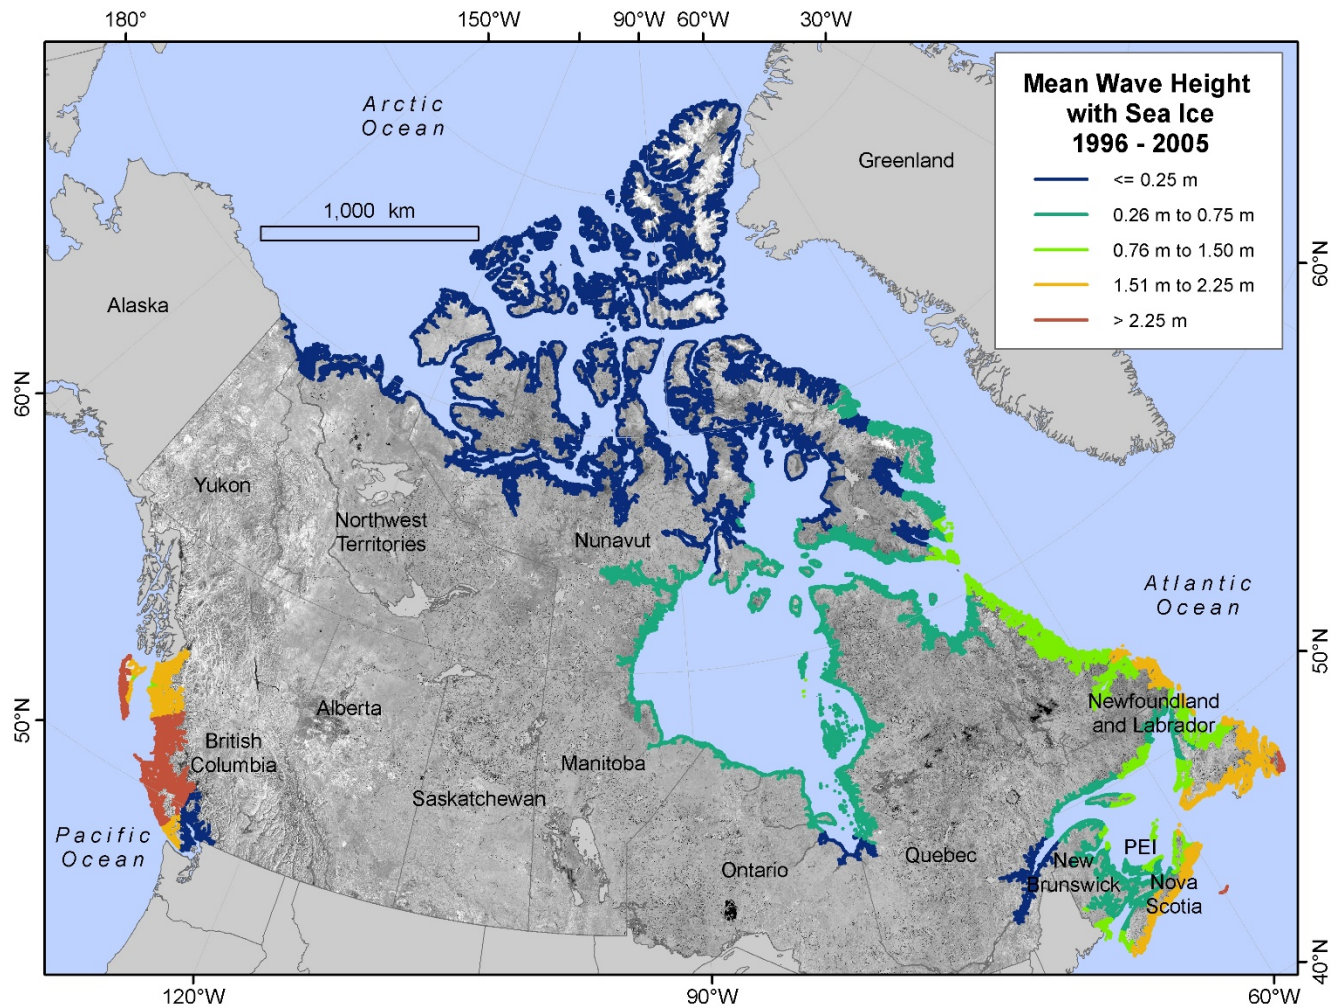 180°
150°W
90°W
60°W
30°W
Arctic
Ocean
Mean Wave Height
with Sea Ice
1996 - 2005
<= 0.25 m
0.26 m to 0.75 m
0.76 m to 1.50 m
1.51 m to 2.25 m
> 2.25 m
Greenland
1,000 km
60°N
Alaska
60°N
Yukon
Northwest
Territories
Nunavut
Atlantic
Ocean
50°N
50°N
Alberta
British
Columbia
Newfoundland
and Labrador
Manitoba
Saskatchewan
Pacific
Ocean
Ontario
Quebec
PEI
New
Brunswick
Nova
Scotia
40°N
120°W
90°W
60°W